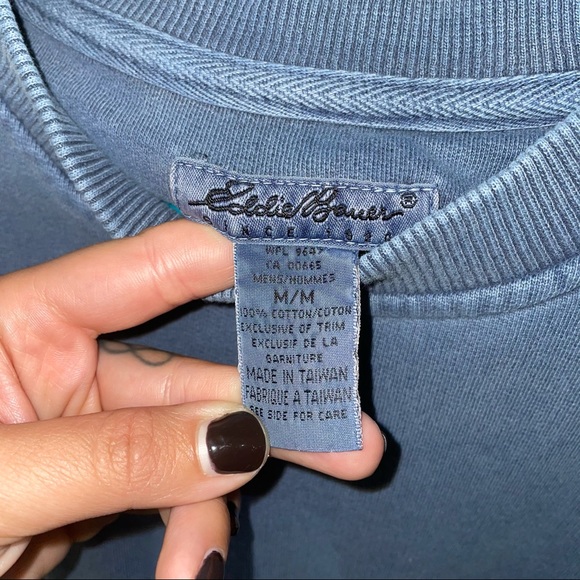 Eddie Bauer®
SINCE 1920
WPL 9647
CA 00665
MENS/HOMMES
M/M
100% COTTON/COTON
EXCLUSIVE OF TRIM
EXCLUSIF DE LA
GARNITURE
MADE IN TAIWAN
FABRIQUE A TAIWAN
SEE SIDE FOR CARE